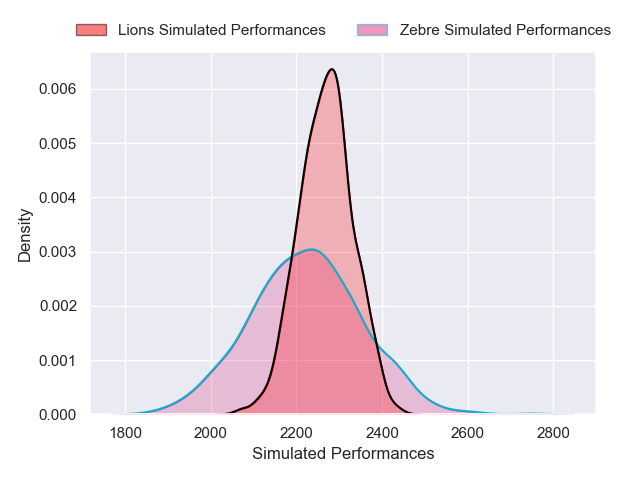 Lions Simulated Performances Zebre Simulated Performances
0.006
0.005
0.004
0.003
0.002
0.001
0.000
Density
1800 2000 2200 2400 2600 2800
Simulated Performances